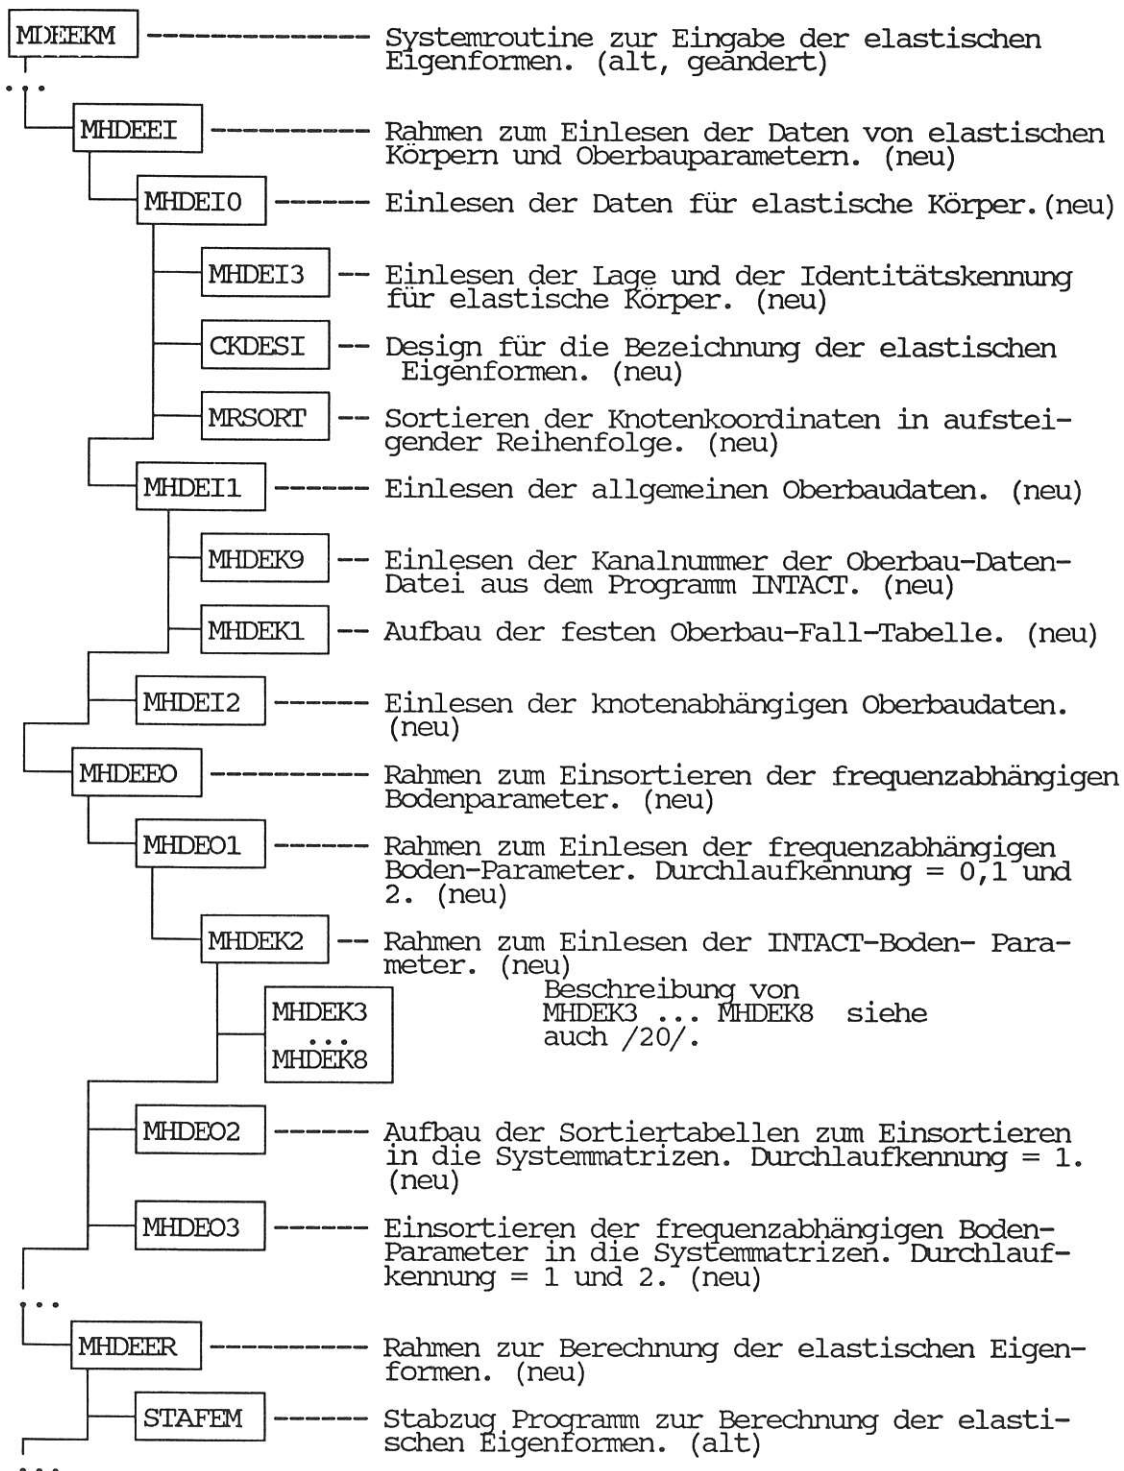 MDEEKM -------------- Systemroutine zur Eingabe der elastischen
Eigenformen. (alt, geändert)
...
MHDEEI ---------- Rahmen zum Einlesen der Daten von elastischen
Körpern und Oberbauparametern. (neu)
MHDEI0 ------ Einlesen der Daten für elastische Körper.(neu)
MHDEI3 -- Einlesen der Lage und der Identitätskennung
für elastische Körper. (neu)
CKDESI -- Design für die Bezeichnung der elastischen
Eigenformen. (neu)
MRSORT -- Sortieren der Knotenkoordinaten in aufstei-
gender Reihenfolge. (neu)
MHDEI1 ------ Einlesen der allgemeinen Oberbaudaten. (neu)
MHDEK9 -- Einlesen der Kanalnummer der Oberbau-Daten-
Datei aus dem Programm INTACT. (neu)
MHDEK1 -- Aufbau der festen Oberbau-Fall-Tabelle. (neu)
MHDEI2 ------ Einlesen der knotenabhängigen Oberbaudaten.
(neu)
MHDEEO ---------- Rahmen zum Einsortieren der frequenzabhängigen
Bodenparameter. (neu)
MHDEO1 ------ Rahmen zum Einlesen der frequenzabhängigen
Boden-Parameter. Durchlaufkennung = 0,1 und
2. (neu)
MHDEK2 -- Rahmen zum Einlesen der INTACT-Boden- Para-
meter. (neu)
Beschreibung von
MHDEK3 ... MHDEK8 siehe
auch /20/.
MHDEK3
...
MHDEK8
MHDEO2 ------ Aufbau der Sortiertabellen zum Einsortieren
in die Systemmatrizen. Durchlaufkennung = 1.
(neu)
MHDEO3 ------ Einsortieren der frequenzabhängigen Boden-
Parameter in die Systemmatrizen. Durchlauf-
kennung = 1 und 2. (neu)
...
MHDEER ---------- Rahmen zur Berechnung der elastischen Eigen-
formen. (neu)
STAFEM ------ Stabzug Programm zur Berechnung der elasti-
schen Eigenformen. (alt)
...